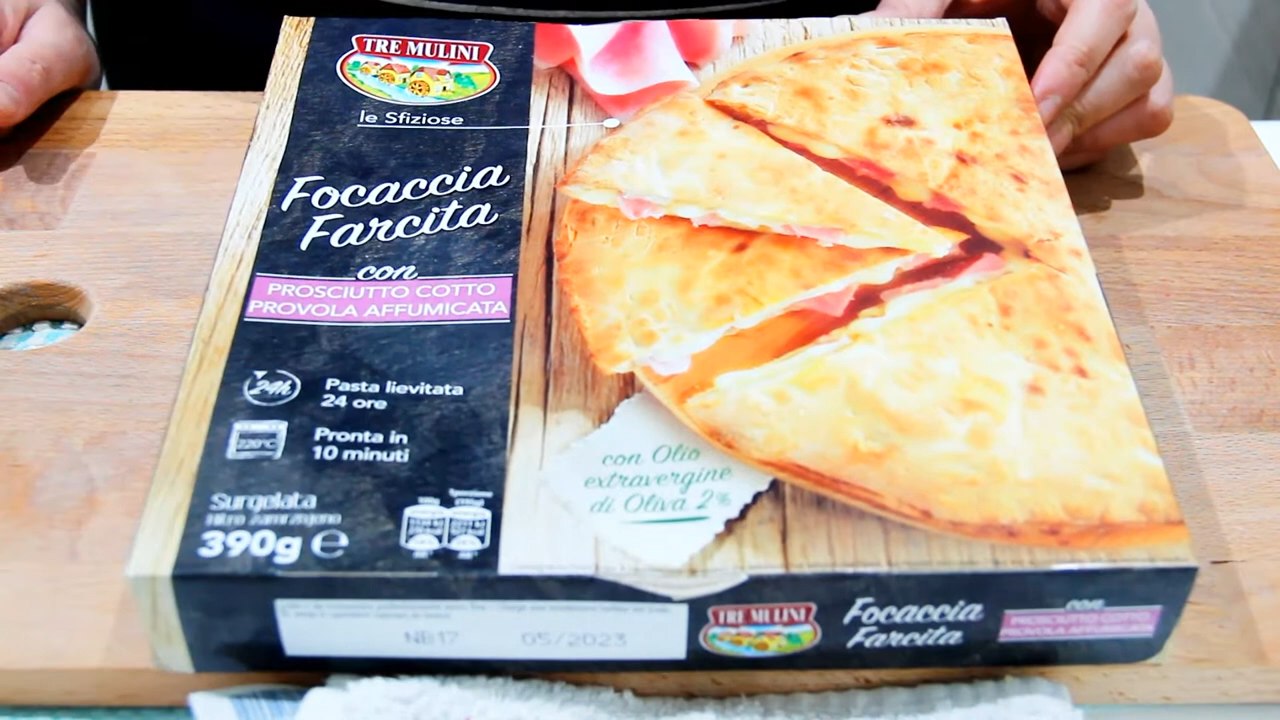 TRE MULINI
le Sfiziose
Focaccia
Farcita
con
PROSCIUTTO COTTO
PROVOLA AFFUMICATA
24h
Pasta lievitata
24 ore
220°C
Pronta in
10 minuti
Surgelata
390g e
con Olio
extravergine
di Oliva 2%
NB17 05/2023
TRE MULINI
Focaccia
Farcita
con
PROSCIUTTO COTTO
PROVOLA AFFUMICATA